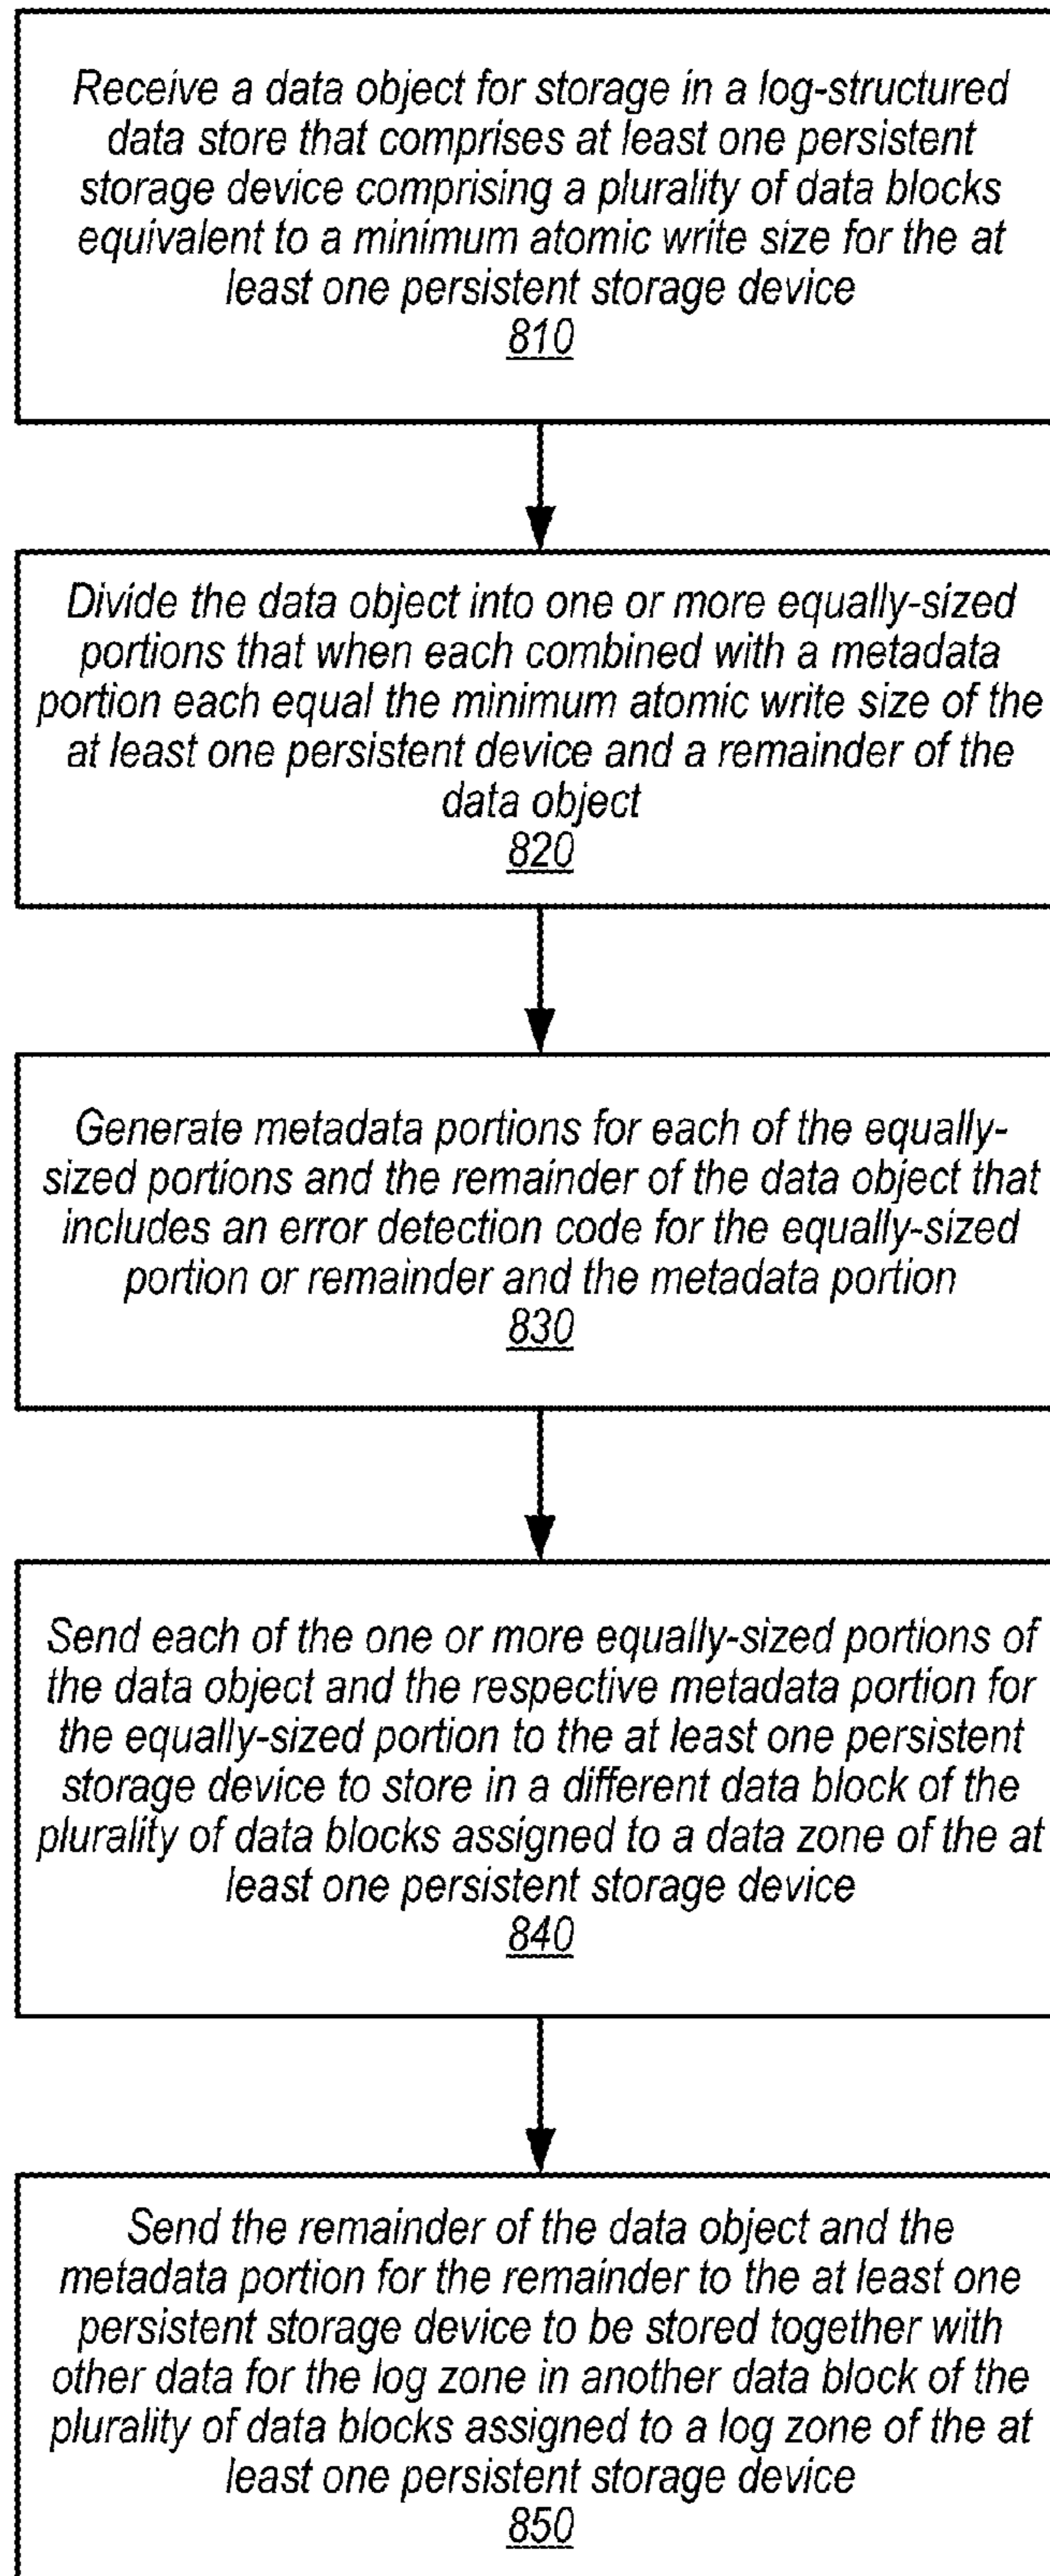 Receive a data object for storage in a log-structured
data store that comprises at least one persistent
storage device comprising a plurality of data blocks
equivalent to a minimum atomic write size for the at
least one persistent storage device
810
Divide the data object into one or more equally-sized
portions that when each combined with a metadata
portion each equal the minimum atomic write size of the
at least one persistent device and a remainder of the
data object
820
Generate metadata portions for each of the equally-
sized portions and the remainder of the data object that
includes an error detection code for the equally-sized
portion or remainder and the metadata portion
830
Send each of the one or more equally-sized portions of
the data object and the respective metadata portion for
the equally-sized portion to the at least one persistent
storage device to store in a different data block of the
plurality of data blocks assigned to a data zone of the at
least one persistent storage device
840
Send the remainder of the data object and the
metadata portion for the remainder to the at least one
persistent storage device to be stored together with
other data for the log zone in another data block of the
plurality of data blocks assigned to a log zone of the at
least one persistent storage device
850